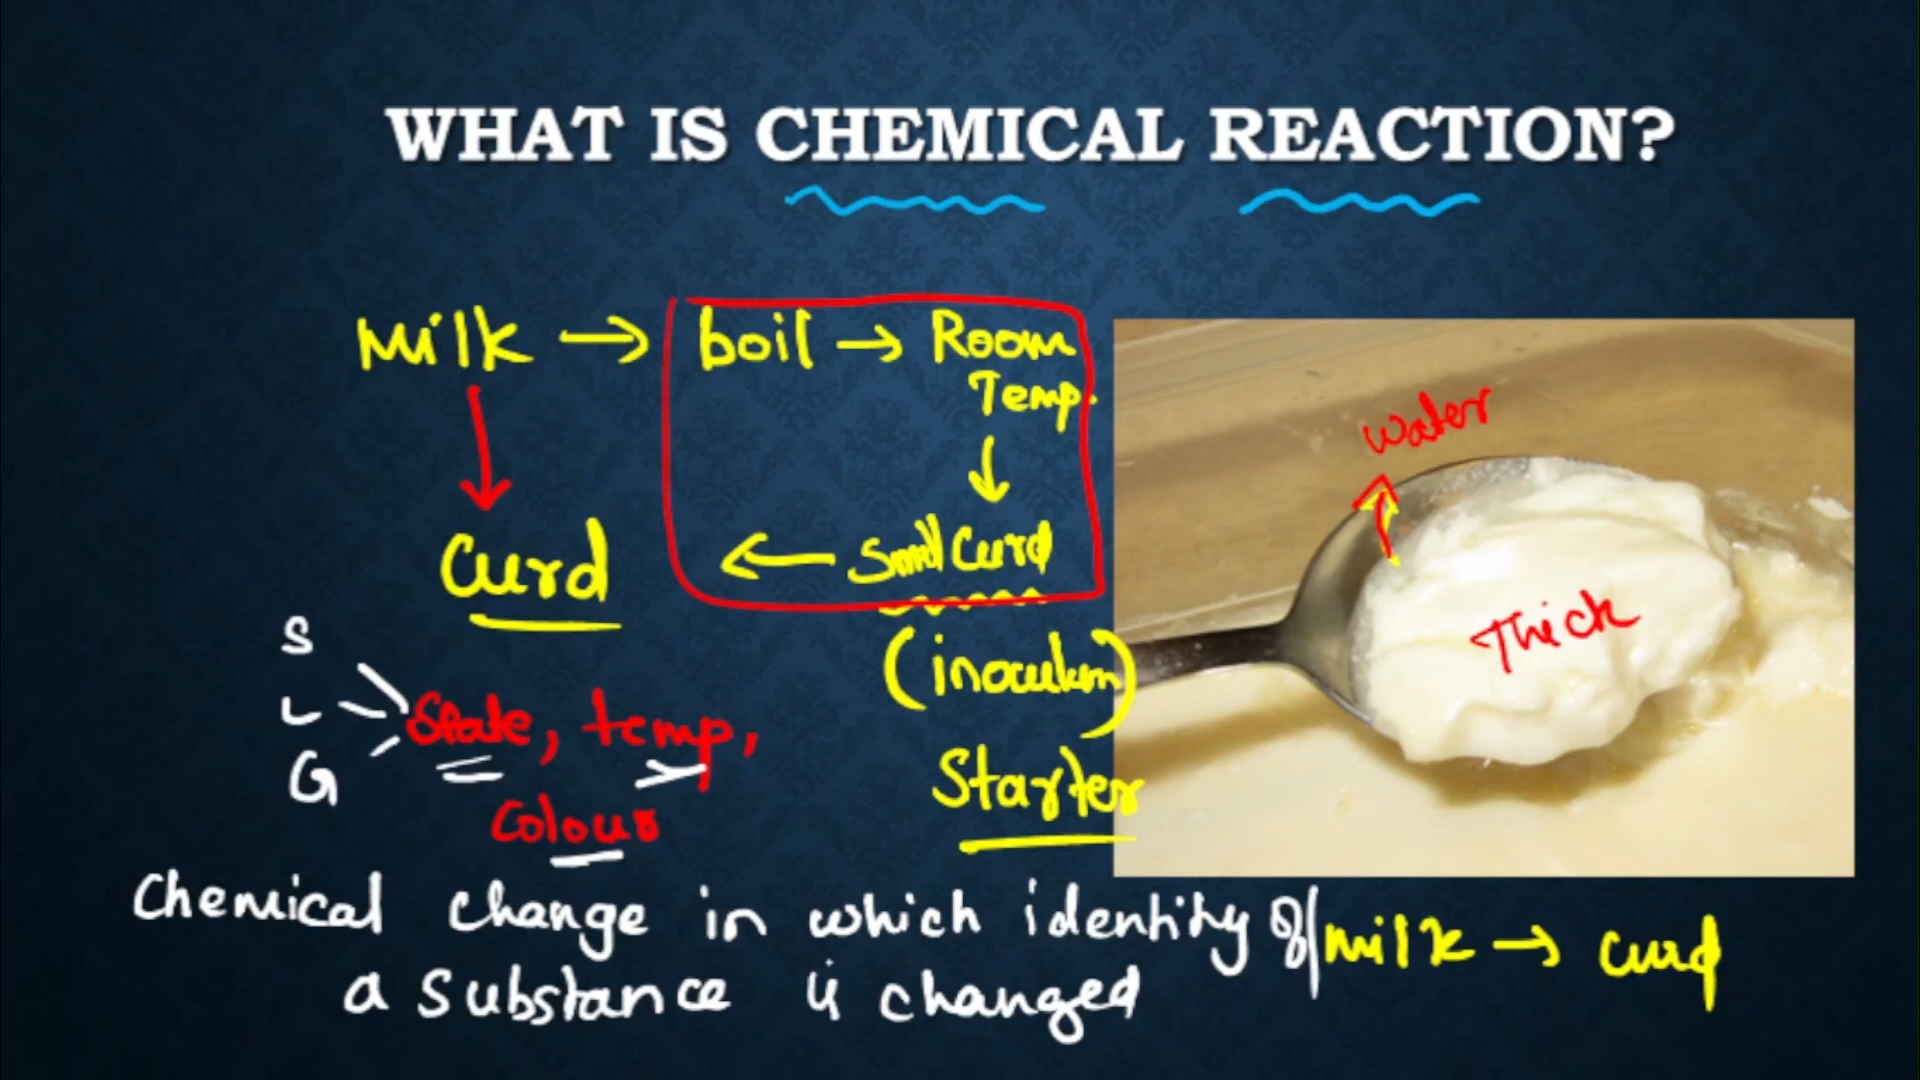 WHAT IS CHEMICAL REACTION?
Milk → boil → Room
Temp.
Curd ← Small Curd
(inoculum)
Starter
Water
Thick
S
L
G
State, temp,
Colour
Chemical change in which identity of
a substance is changed
milk → curd